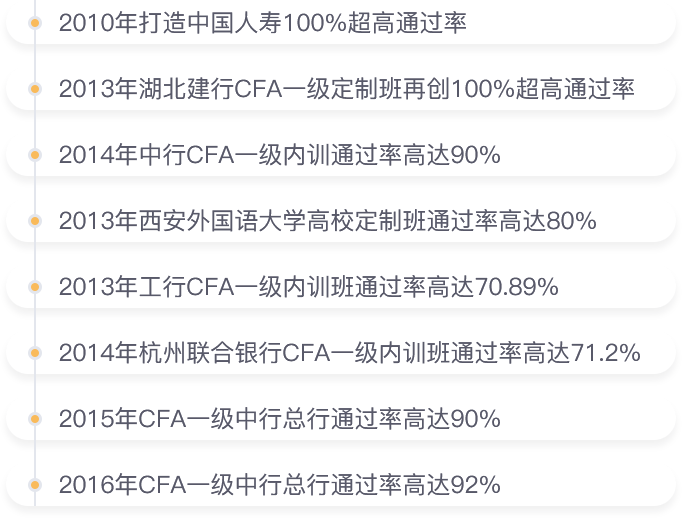 2010年打造中国人寿100%超高通过率
2013年湖北建行CFA一级定制班再创100%超高通过率
2014年中行CFA一级内训通过率高达90%
2013年西安外国语大学高校定制班通过率高达80%
2013年工行CFA一级内训班通过率高达70.89%
2014年杭州联合银行CFA一级内训班通过率高达71.2%
2015年CFA一级中行总行通过率高达90%
2016年CFA一级中行总行通过率高达92%